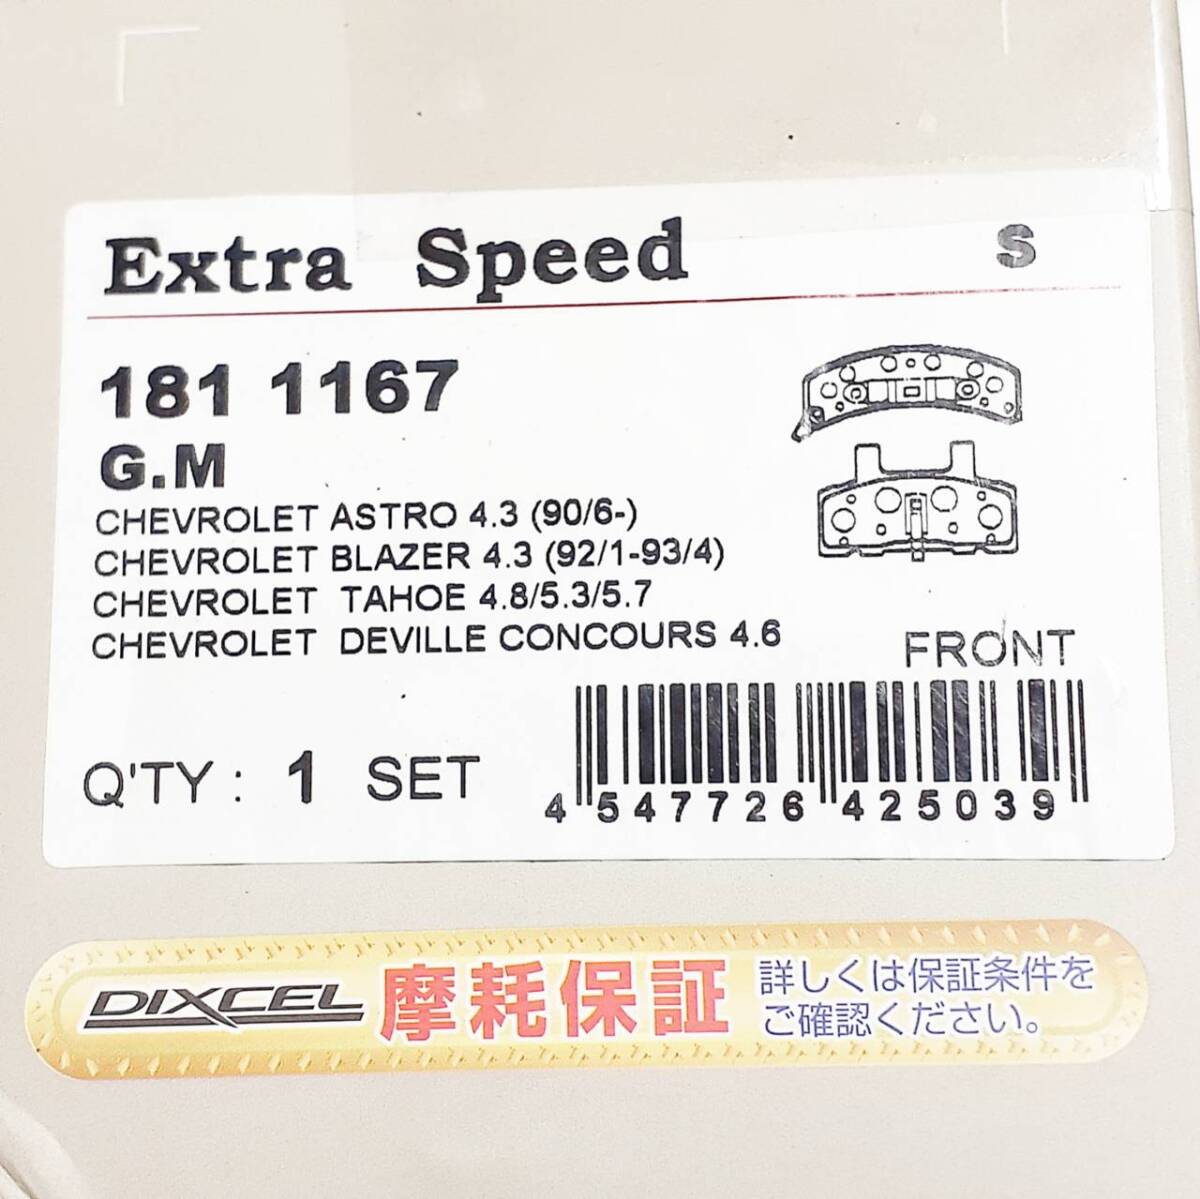 Extra Speed S
181 1167
G.M
CHEVROLET ASTRO 4.3 (90/6-)
CHEVROLET BLAZER 4.3 (92/1-93/4)
CHEVROLET TAHOE 4.8/5.3/5.7
CHEVROLET DEVILLE CONCOURS 4.6
FRONT
Q'TY : 1 SET
4 547726 425039
DIXCEL 摩耗保証
詳しくは保証条件を
ご確認ください。